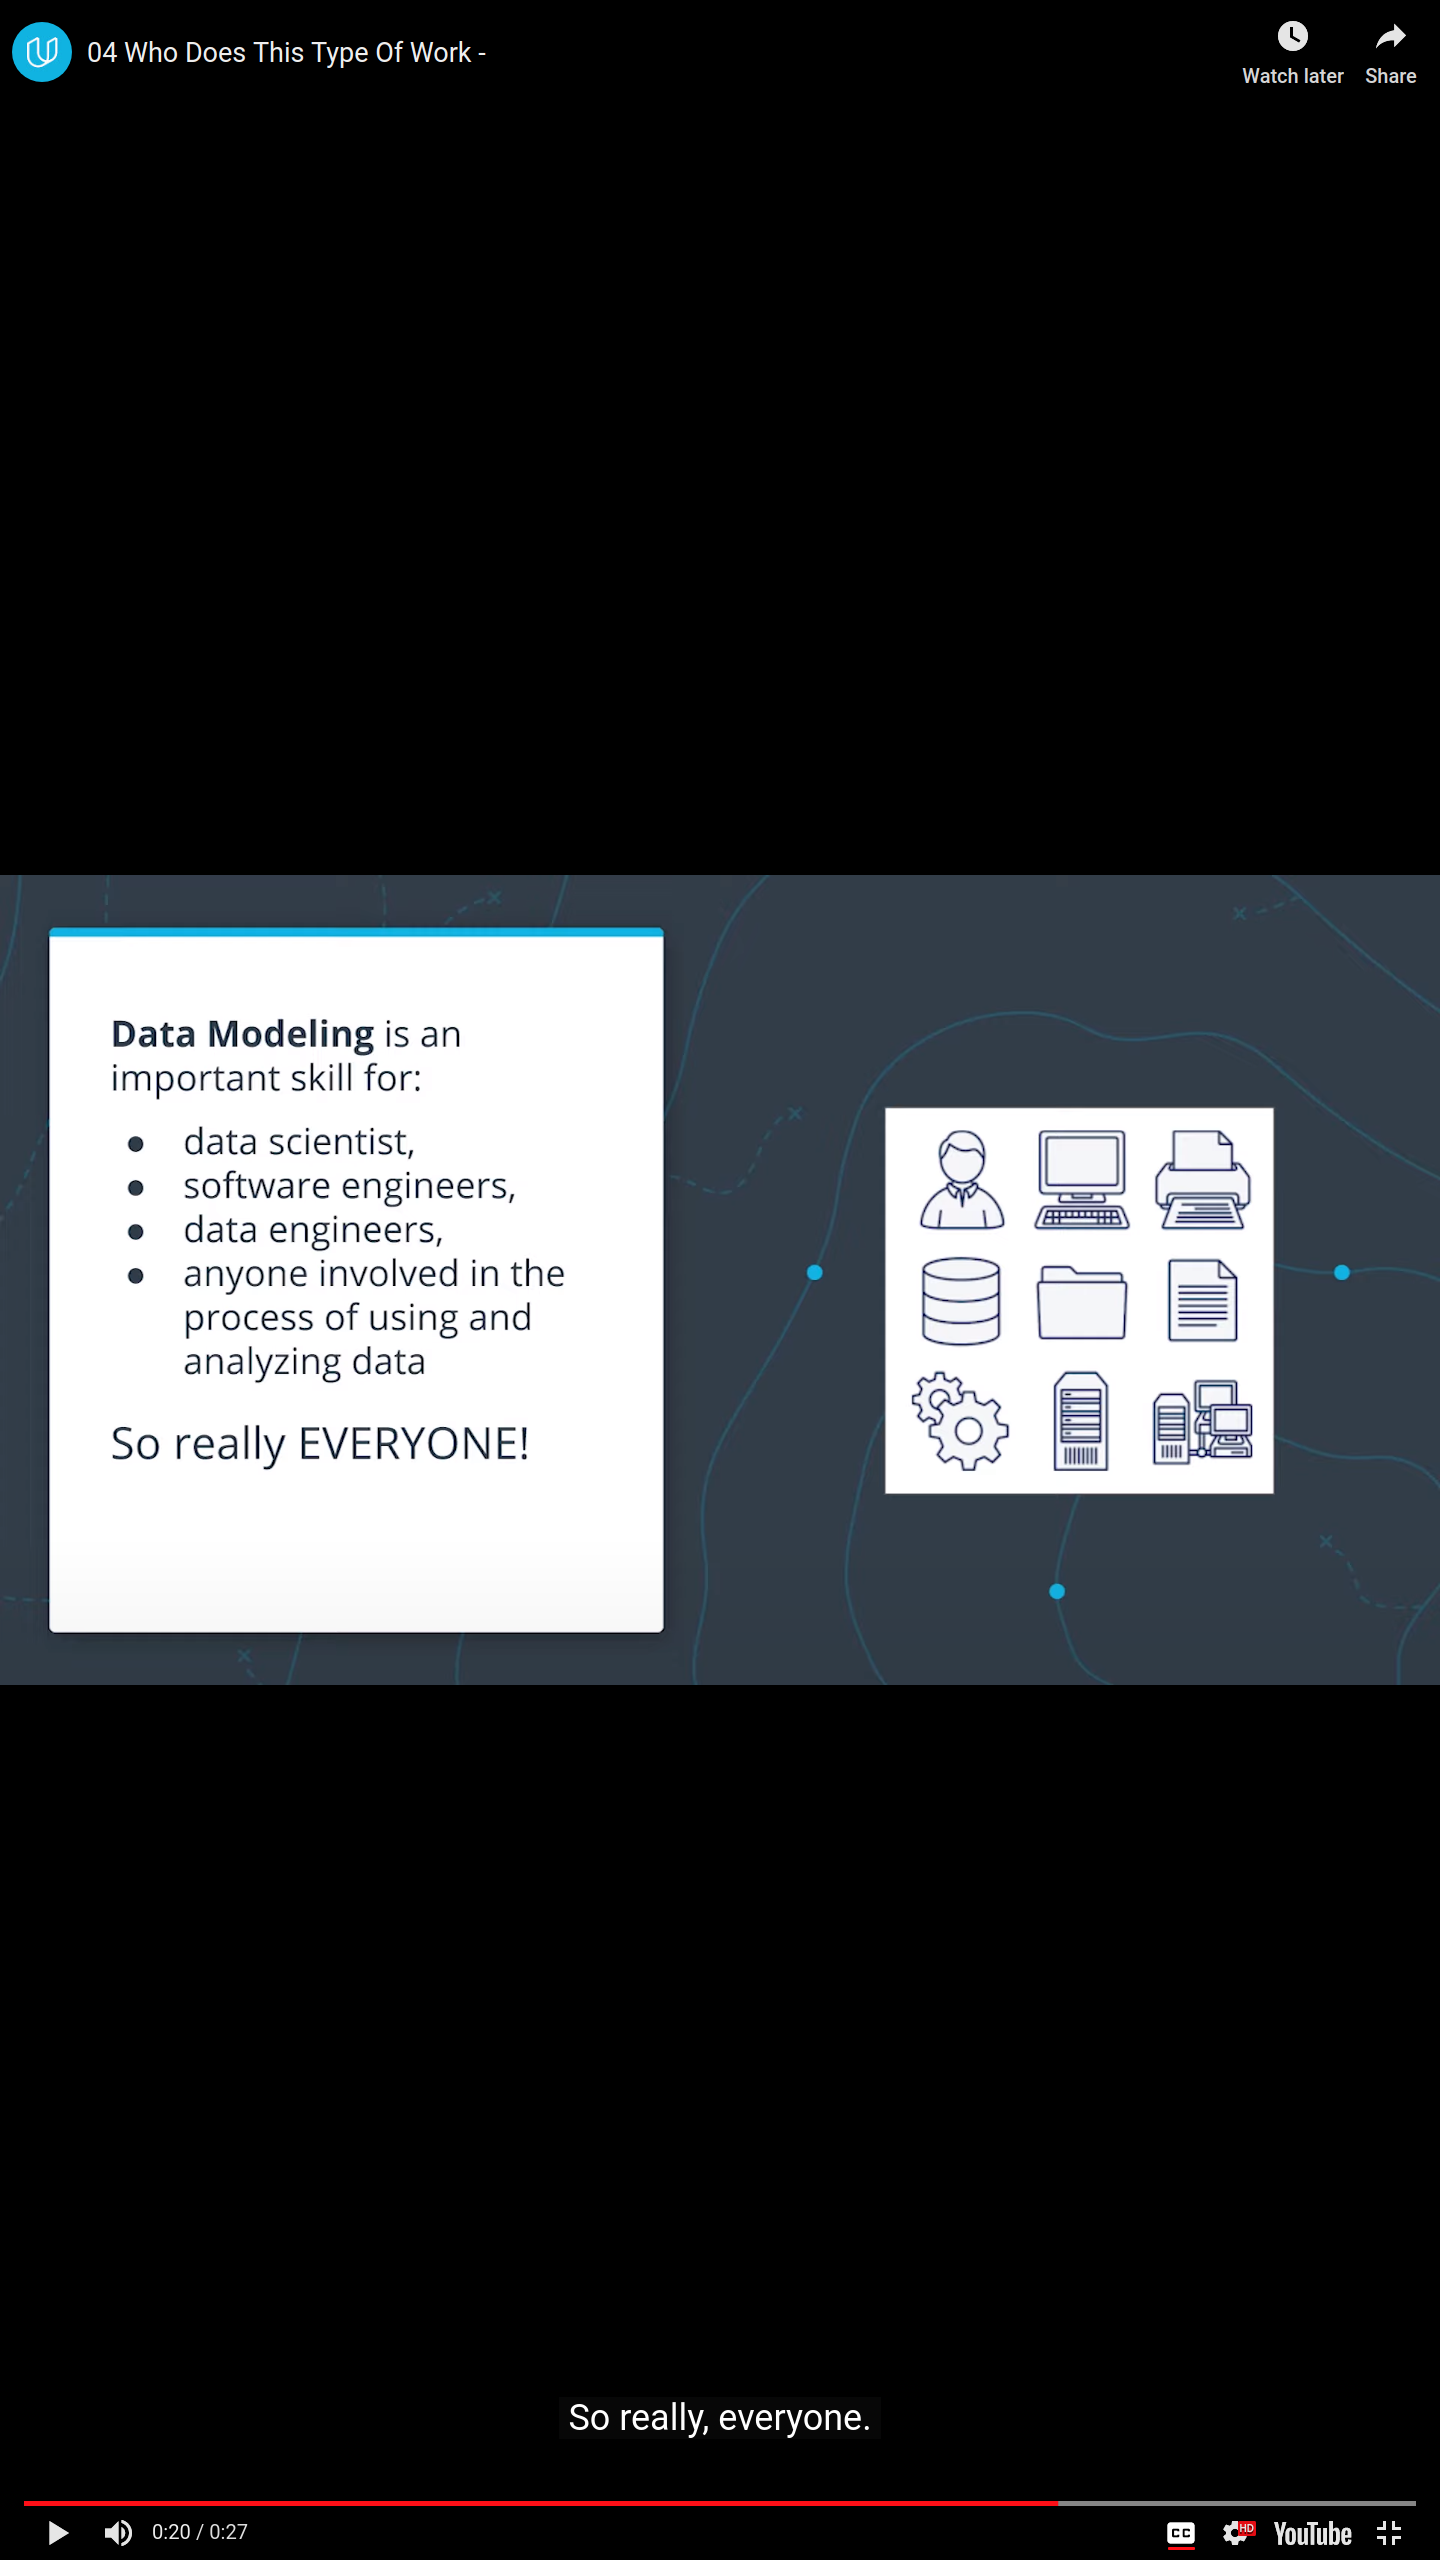 04 Who Does This Type Of Work -
Watch later
Share
Data Modeling is an
important skill for:
● data scientist,
● software engineers,
● data engineers,
● anyone involved in the
process of using and
analyzing data
So really EVERYONE!
So really, everyone.
0:20 / 0:27
CC
HD
YouTube